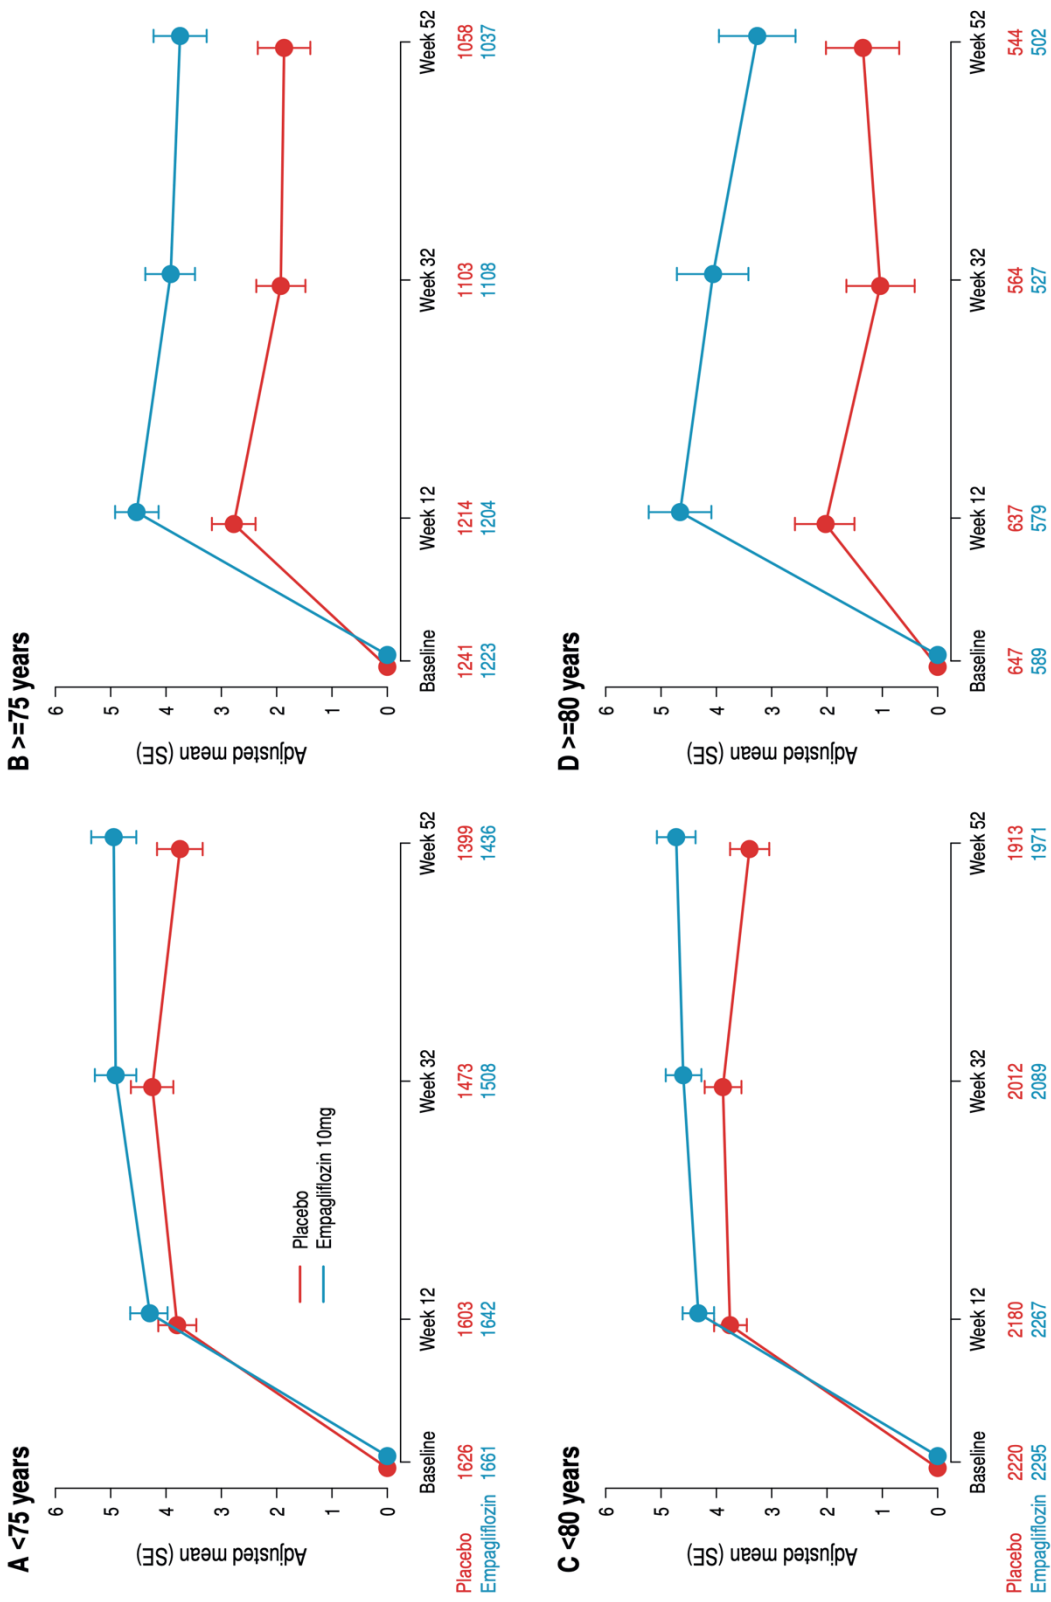 A <75 years
Adjusted mean (SE)
6
5
4
3
2
1
0
Placebo
Empagliflozin 10mg
Baseline Week 12 Week 32 Week 52
Placebo 1626 1603 1473 1399
Empagliflozin 1661 1642 1508 1436
B >=75 years
Adjusted mean (SE)
6
5
4
3
2
1
0
Baseline Week 12 Week 32 Week 52
1241 1214 1103 1058
1223 1204 1108 1037
C <80 years
Adjusted mean (SE)
6
5
4
3
2
1
0
Baseline Week 12 Week 32 Week 52
Placebo 2220 2180 2012 1913
Empagliflozin 2295 2267 2089 1971
D >=80 years
Adjusted mean (SE)
6
5
4
3
2
1
0
Baseline Week 12 Week 32 Week 52
647 637 564 544
589 579 527 502